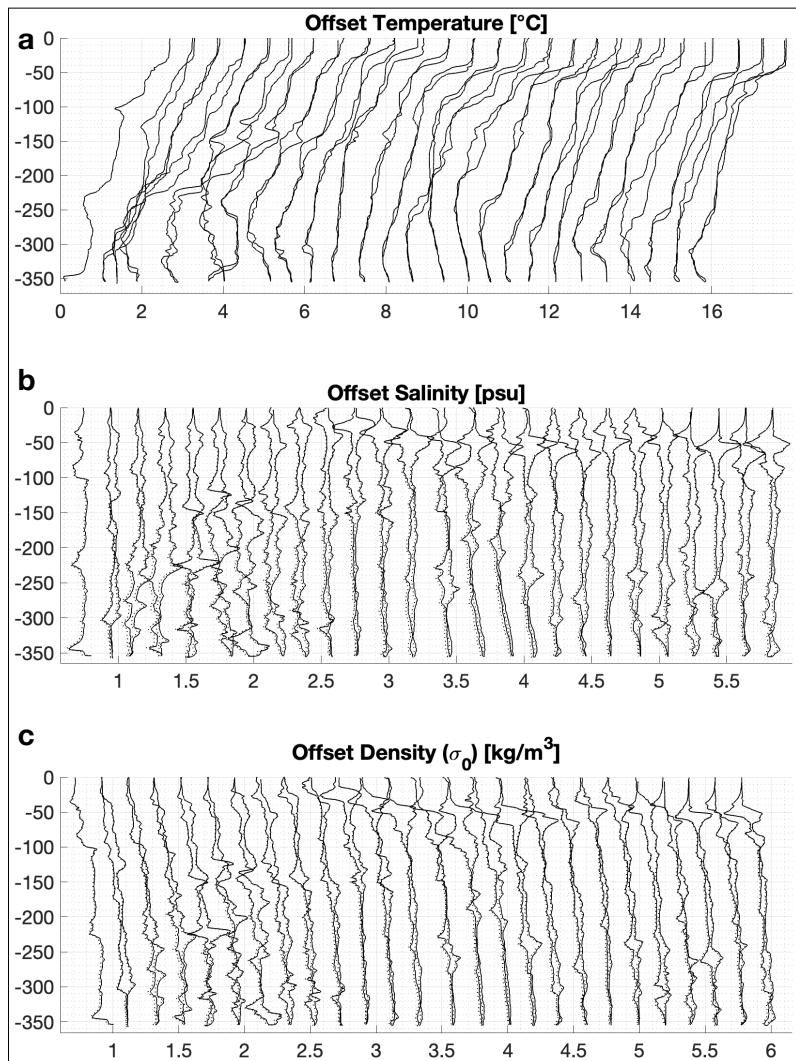 a
Offset Temperature [°C]
0
-50
-100
-150
-200
-250
-300
-350
0 2 4 6 8 10 12 14 16
b
Offset Salinity [psu]
0
-50
-100
-150
-200
-250
-300
-350
1 1.5 2 2.5 3 3.5 4 4.5 5 5.5
c
Offset Density (σ₀) [kg/m³]
0
-50
-100
-150
-200
-250
-300
-350
1 1.5 2 2.5 3 3.5 4 4.5 5 5.5 6